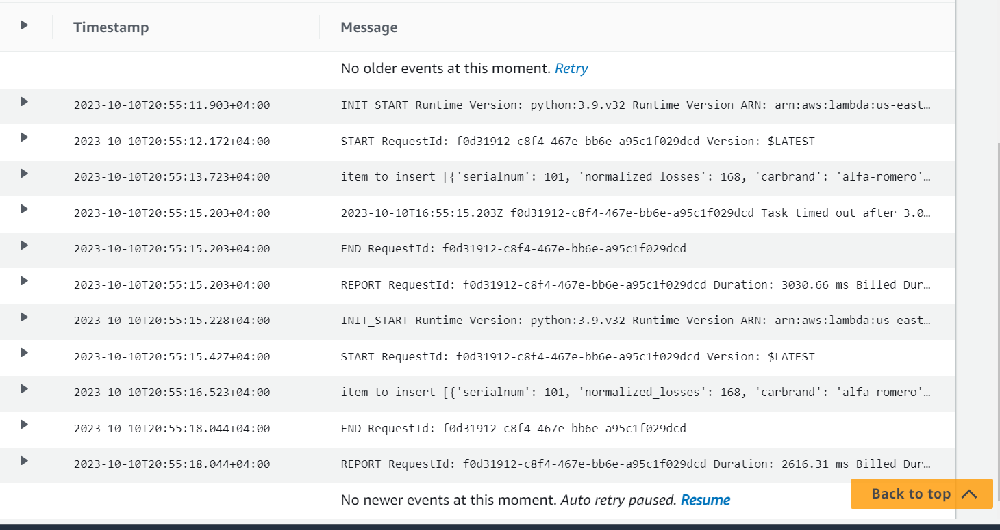 Timestamp Message
No older events at this moment. Retry
2023-10-10T20:55:11.903+04:00 INIT_START Runtime Version: python:3.9.v32 Runtime Version ARN: arn:aws:lambda:us-east…
2023-10-10T20:55:12.172+04:00 START RequestId: f0d31912-c8f4-467e-bb6e-a95c1f029dcd Version: $LATEST
2023-10-10T20:55:13.723+04:00 item to insert [{'serialnum': 101, 'normalized_losses': 168, 'carbrand': 'alfa-romero'…
2023-10-10T20:55:15.203+04:00 2023-10-10T16:55:15.203Z f0d31912-c8f4-467e-bb6e-a95c1f029dcd Task timed out after 3.0…
2023-10-10T20:55:15.203+04:00 END RequestId: f0d31912-c8f4-467e-bb6e-a95c1f029dcd
2023-10-10T20:55:15.203+04:00 REPORT RequestId: f0d31912-c8f4-467e-bb6e-a95c1f029dcd Duration: 3030.66 ms Billed Dur…
2023-10-10T20:55:15.228+04:00 INIT_START Runtime Version: python:3.9.v32 Runtime Version ARN: arn:aws:lambda:us-east…
2023-10-10T20:55:15.427+04:00 START RequestId: f0d31912-c8f4-467e-bb6e-a95c1f029dcd Version: $LATEST
2023-10-10T20:55:16.523+04:00 item to insert [{'serialnum': 101, 'normalized_losses': 168, 'carbrand': 'alfa-romero'…
2023-10-10T20:55:18.044+04:00 END RequestId: f0d31912-c8f4-467e-bb6e-a95c1f029dcd
2023-10-10T20:55:18.044+04:00 REPORT RequestId: f0d31912-c8f4-467e-bb6e-a95c1f029dcd Duration: 2616.31 ms Billed Dur…
No newer events at this moment. Auto retry paused. Resume
Back to top